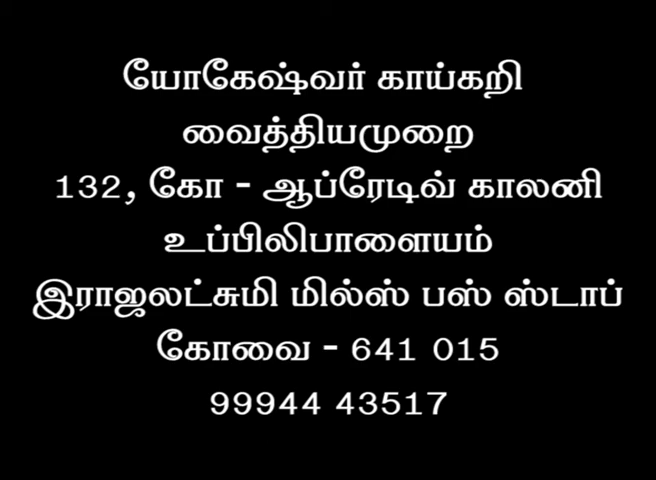 யோகேஷ்வர் காய்கறி
வைத்தியமுறை
132, கோ - ஆப்ரேடிவ் காலனி
உப்பிலிபாளையம்
இராஜலட்சுமி மில்ஸ் பஸ் ஸ்டாப்
கோவை - 641 015
99944 43517